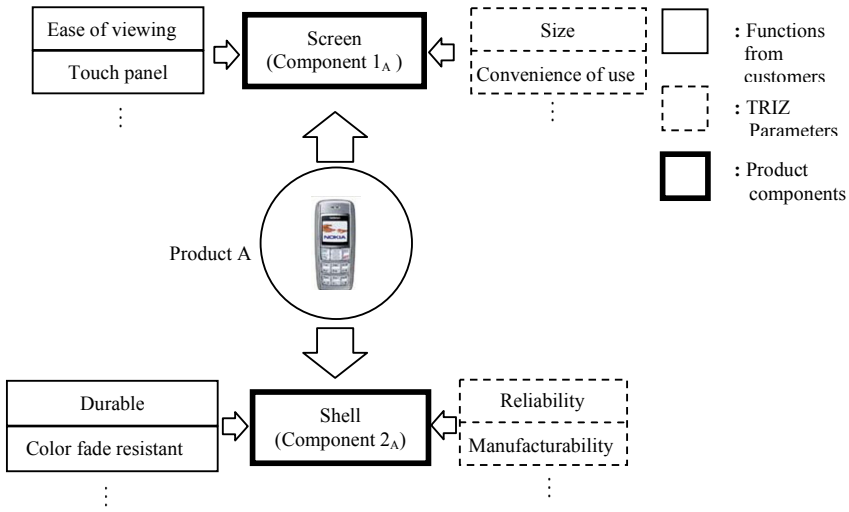 Ease of viewing
Touch panel
⋮
Screen
(Component 1A )
Size
Convenience of use
⋮
: Functions
from
customers
: TRIZ
Parameters
: Product
components
Product A
NOKIA
Durable
Color fade resistant
⋮
Shell
(Component 2A)
Reliability
Manufacturability
⋮